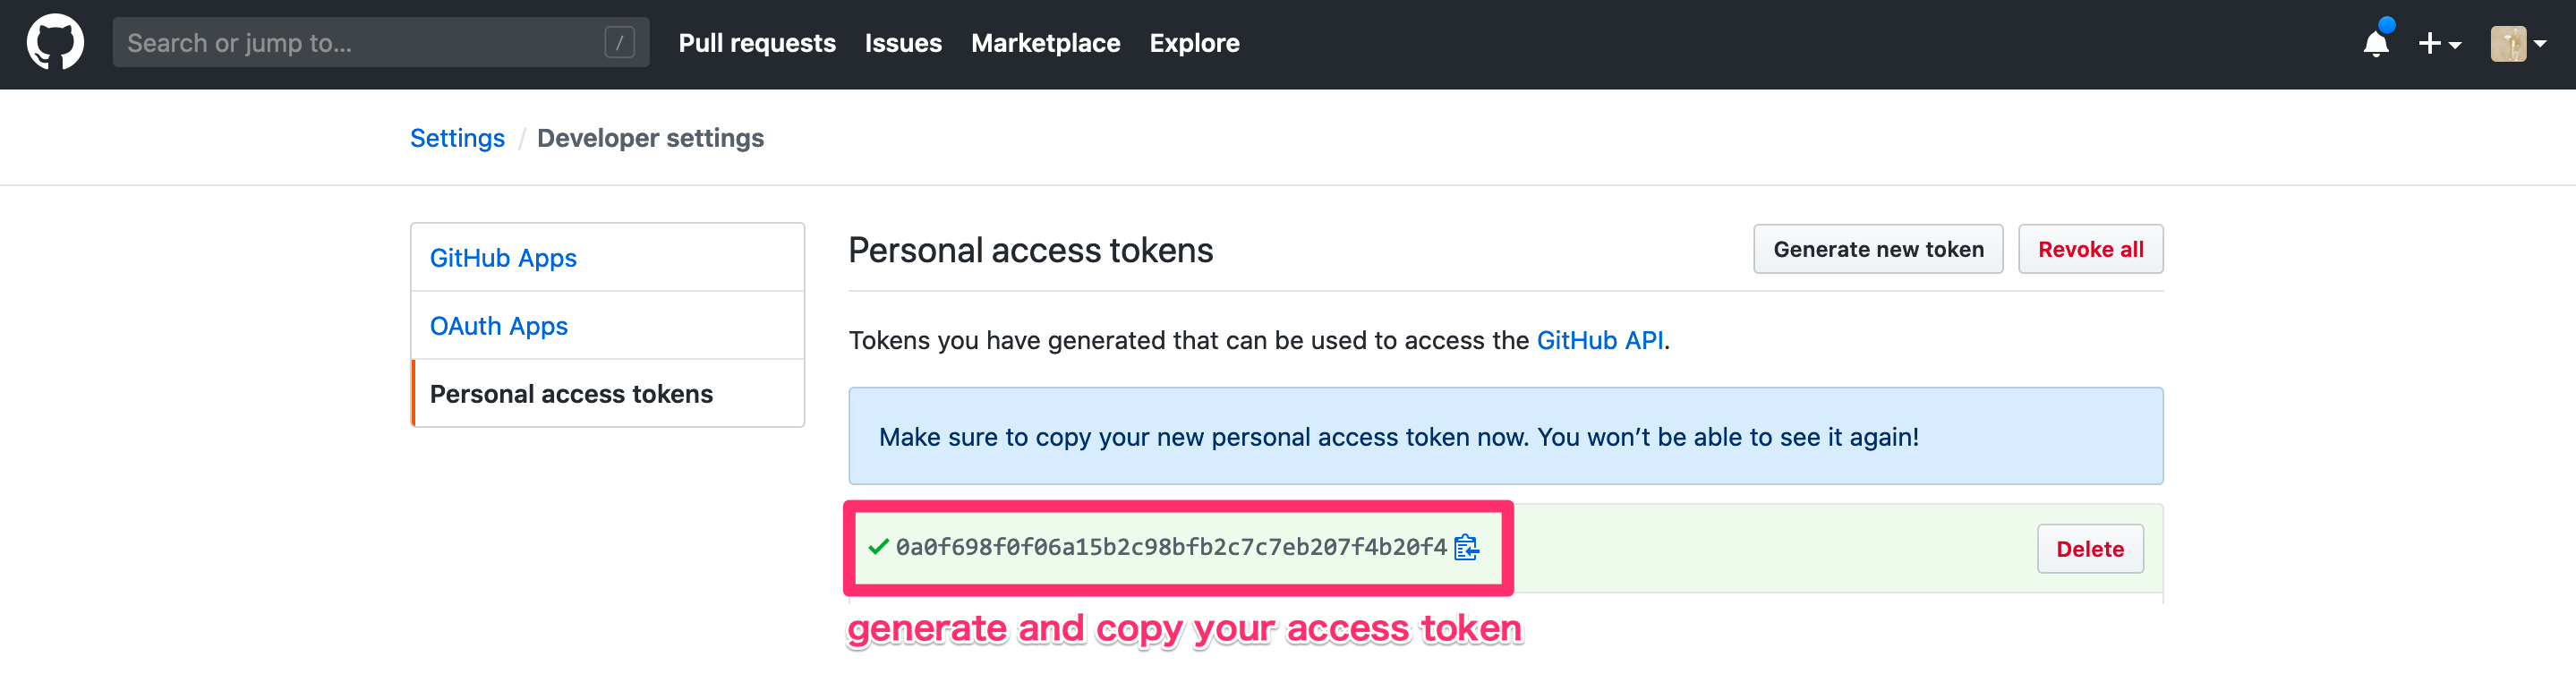 Search or jump to... /
Pull requests Issues Marketplace Explore
Settings / Developer settings
GitHub Apps
OAuth Apps
Personal access tokens
Personal access tokens
Generate new token Revoke all
Tokens you have generated that can be used to access the GitHub API.
Make sure to copy your new personal access token now. You won’t be able to see it again!
0a0f698f0f06a15b2c98bfb2c7c7eb207f4b20f4
Delete
generate and copy your access token